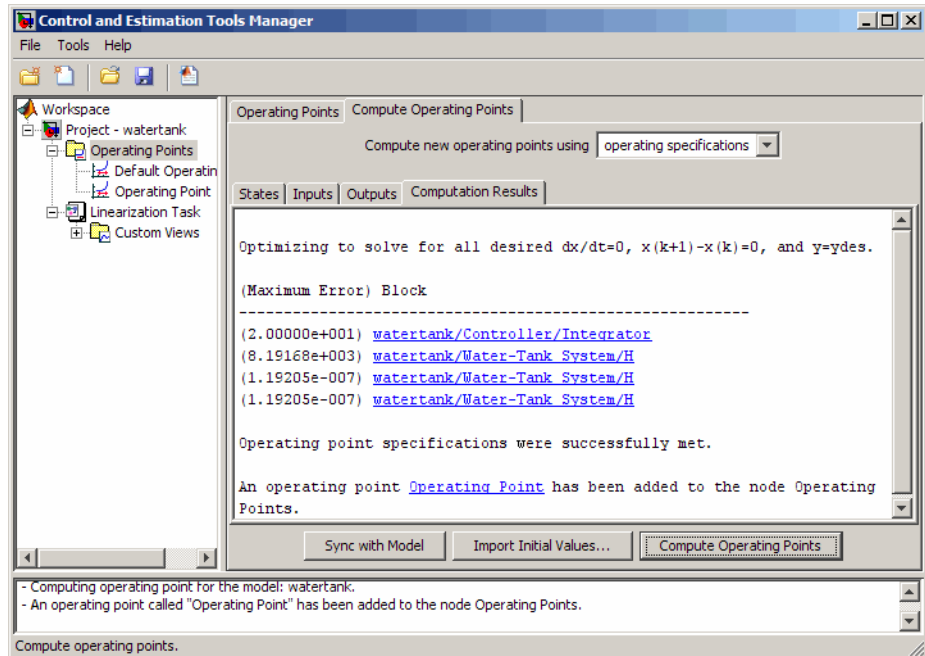 Control and Estimation Tools Manager
File Tools Help
Workspace
Project - watertank
Operating Points
Default Operatin
Operating Point
Linearization Task
Custom Views
Operating Points Compute Operating Points
Compute new operating points using operating specifications
States Inputs Outputs Computation Results
Optimizing to solve for all desired dx/dt=0, x(k+1)-x(k)=0, and y=ydes.
(Maximum Error) Block
---------------------------------------------------------
(2.00000e+001) watertank/Controller/Integrator
(8.19168e+003) watertank/Water-Tank System/H
(1.19205e-007) watertank/Water-Tank System/H
(1.19205e-007) watertank/Water-Tank System/H
Operating point specifications were successfully met.
An operating point Operating Point has been added to the node Operating
Points.
Sync with Model Import Initial Values... Compute Operating Points
- Computing operating point for the model: watertank.
- An operating point called "Operating Point" has been added to the node Operating Points.
Compute operating points.